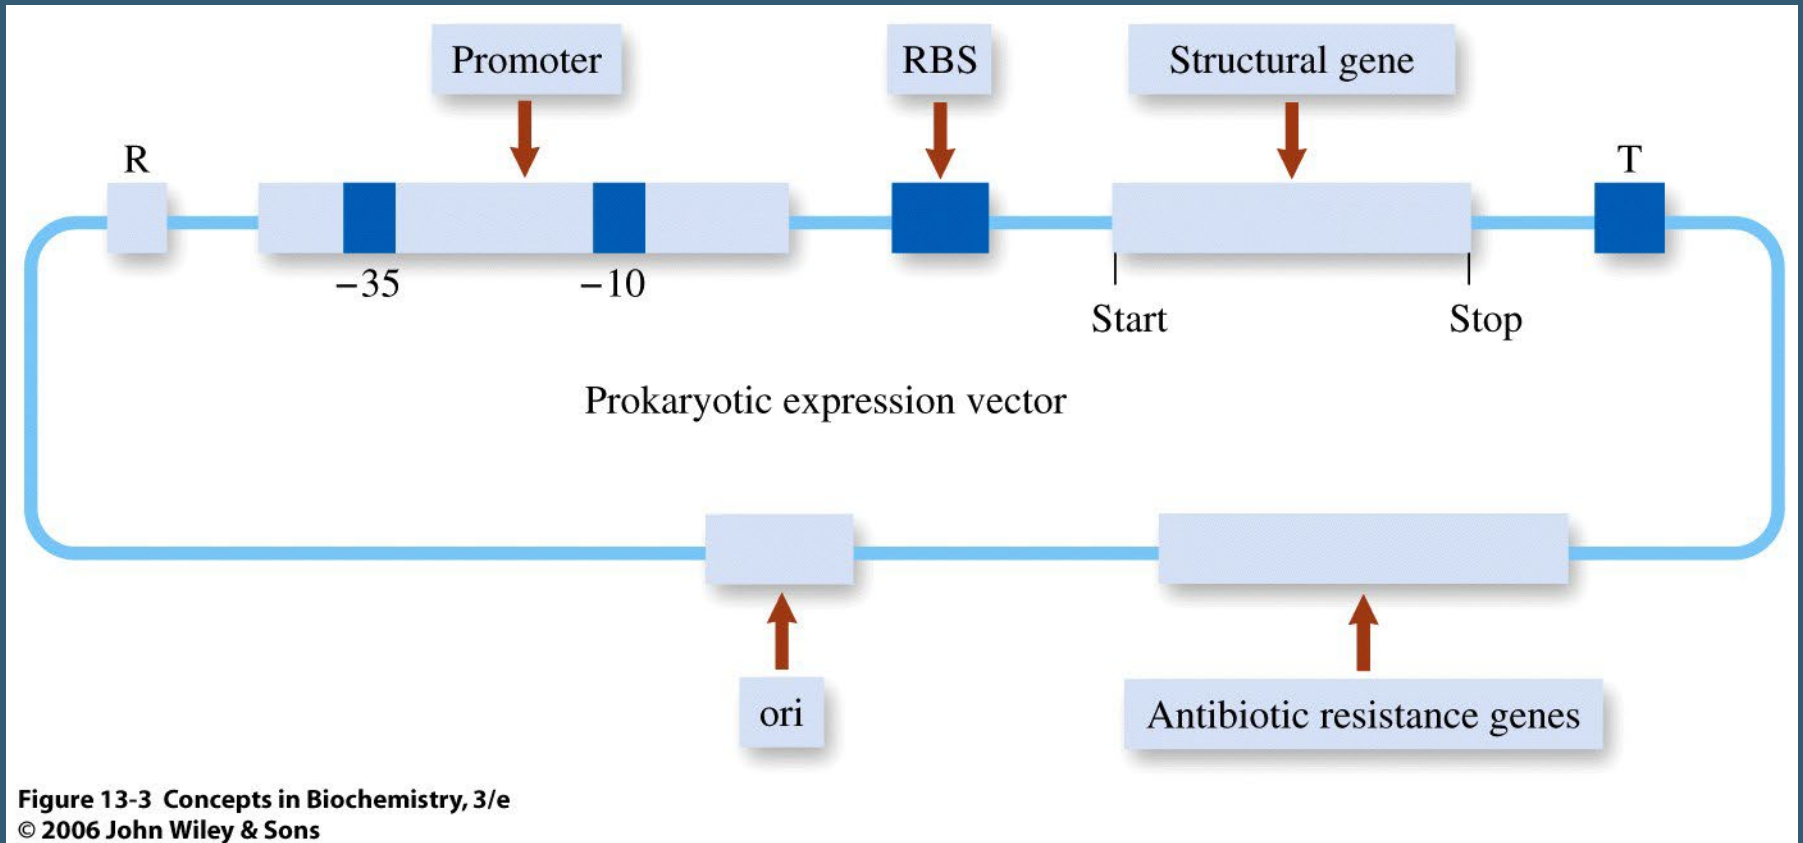 Promoter
RBS
Structural gene
R
T
−35
−10
Start
Stop
Prokaryotic expression vector
ori
Antibiotic resistance genes
Figure 13-3 Concepts in Biochemistry, 3/e
© 2006 John Wiley & Sons